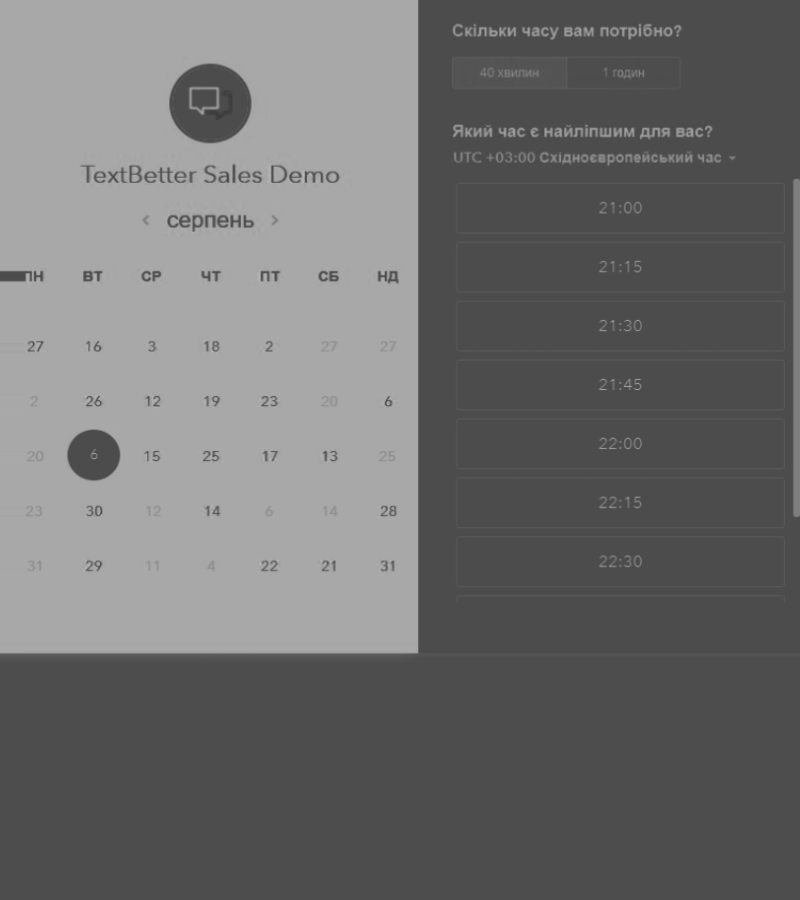 TextBetter Sales Demo
< серпень >
ПН ВТ СР ЧТ ПТ СБ НД
27 16 3 18 2 27 27
2 26 12 19 23 20 6
20 6 15 25 17 13 25
23 30 12 14 6 14 28
31 29 11 4 22 21 31
Скільки часу вам потрібно?
40 хвилин 1 годин
Який час є найліпшим для вас?
UTC +03:00 Східноєвропейський час
21:00
21:15
21:30
21:45
22:00
22:15
22:30